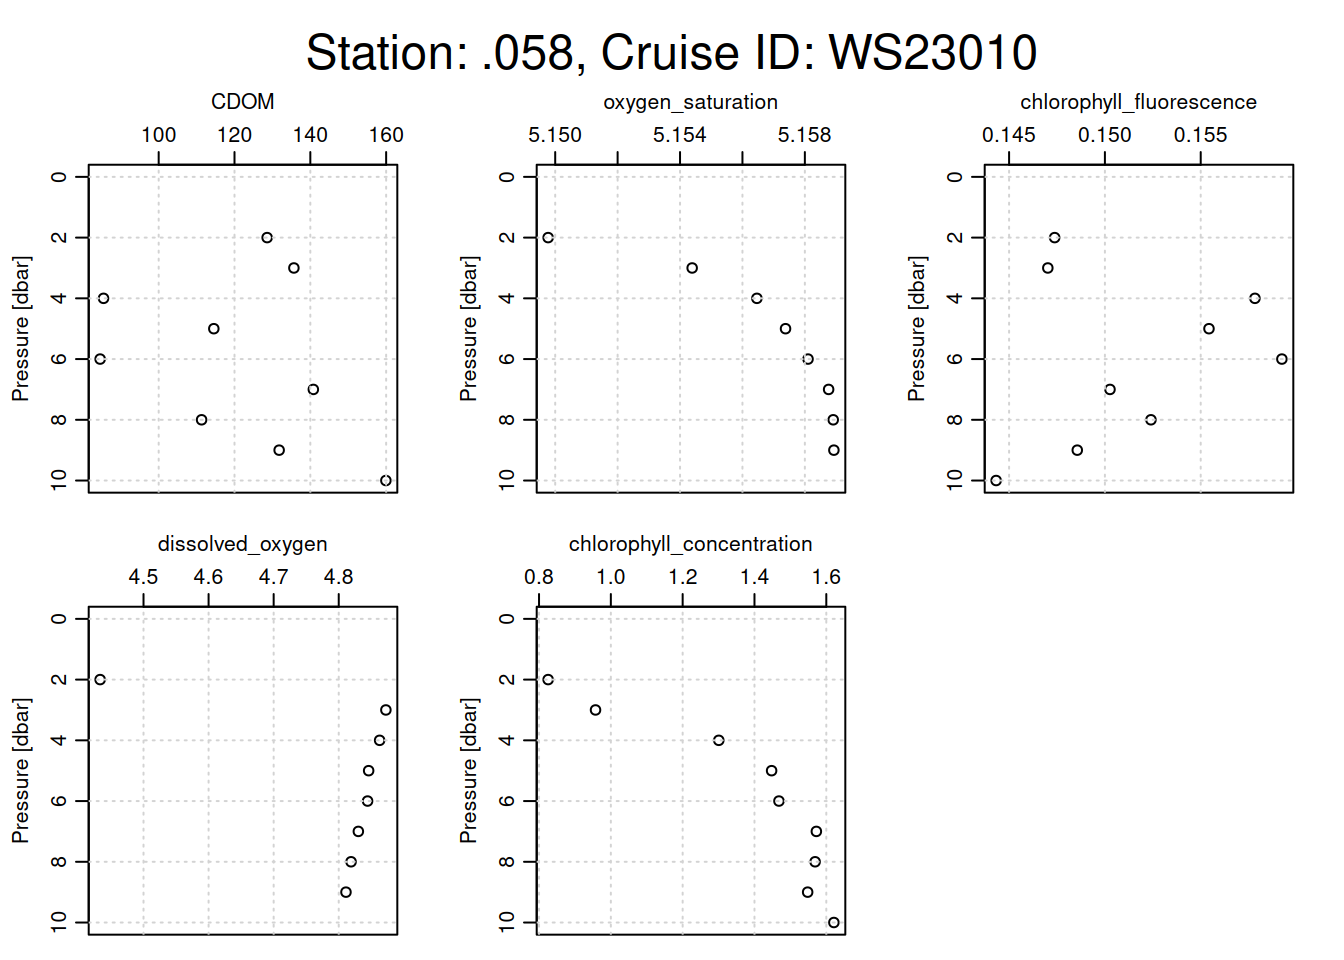 Station: .058, Cruise ID: WS23010
CDOM
100 120 140 160
0
2
4
6
8
10
Pressure [dbar]
oxygen_saturation
5.150 5.154 5.158
0
2
4
6
8
10
Pressure [dbar]
chlorophyll_fluorescence
0.145 0.150 0.155
0
2
4
6
8
10
Pressure [dbar]
dissolved_oxygen
4.5 4.6 4.7 4.8
0
2
4
6
8
10
Pressure [dbar]
chlorophyll_concentration
0.8 1.0 1.2 1.4 1.6
0
2
4
6
8
10
Pressure [dbar]